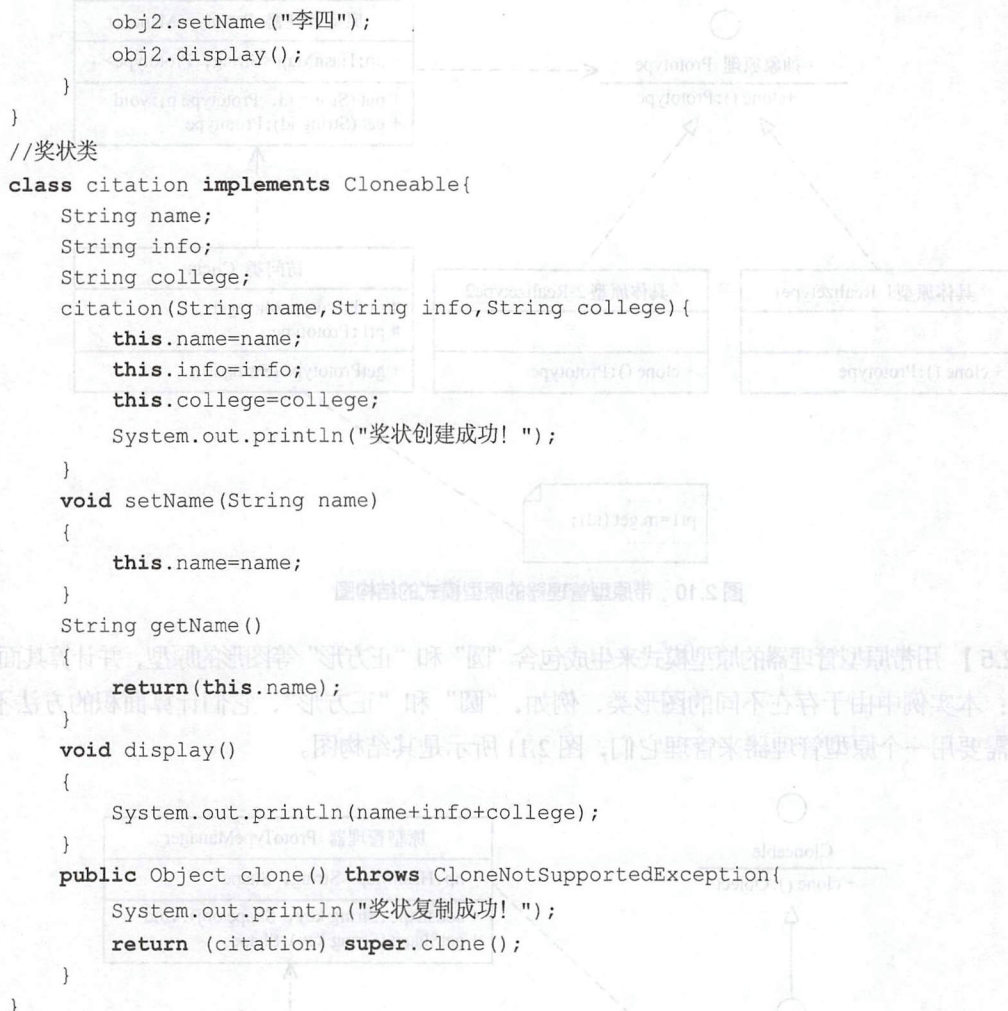 obj2.setName("李四");
obj2.display();
}
}
//奖状类
class citation implements Cloneable{
String name;
String info;
String college;
citation(String name,String info,String college){
this.name=name;
this.info=info;
this.college=college;
System.out.println("奖状创建成功！");
}
void setName(String name)
{
this.name=name;
}
String getName()
{
return(this.name);
}
void display()
{
System.out.println(name+info+college);
}
public Object clone() throws CloneNotSupportedException{
System.out.println("奖状复制成功！");
return (citation) super.clone();
}
}